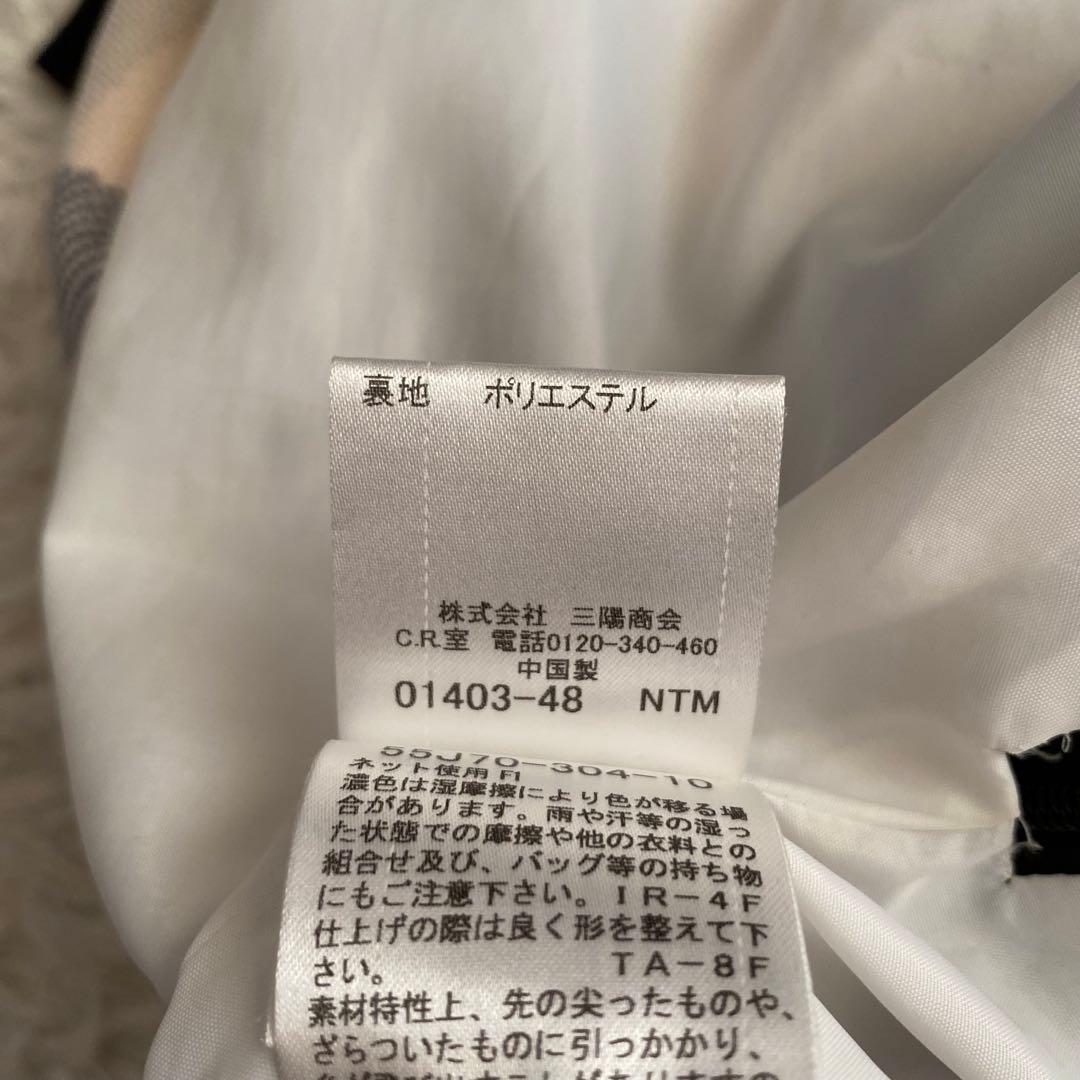 裏地 ポリエステル
株式会社 三陽商会
C.R.室 電話0120-340-460
中国製
01403-48 NTM
55J70-304-10
ネット使用 F1
濃色は湿摩擦により色が移る場
合があります。雨や汗等の湿っ
た状態での摩擦や他の衣料との
組合せ及び、バッグ等の持ち物
にもご注意下さい。IR-4F
仕上げの際は良く形を整えて下
さい。 TA-8F
素材特性上、先の尖ったものや、
ざらついたものに引っかかり、